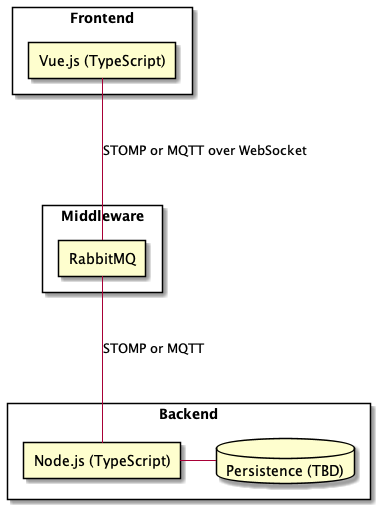 Frontend
Vue.js (TypeScript)
STOMP or MQTT over WebSocket
Middleware
RabbitMQ
STOMP or MQTT
Backend
Node.js (TypeScript)
Persistence (TBD)